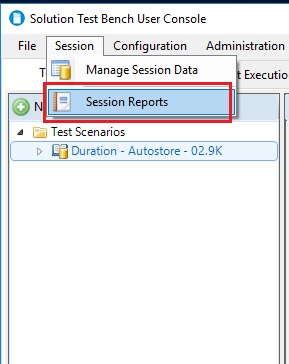 Solution Test Bench User Console
File Session Configuration Administration
Manage Session Data
t Execution
Session Reports
N
Test Scenarios
Duration - Autostore - 02.9K